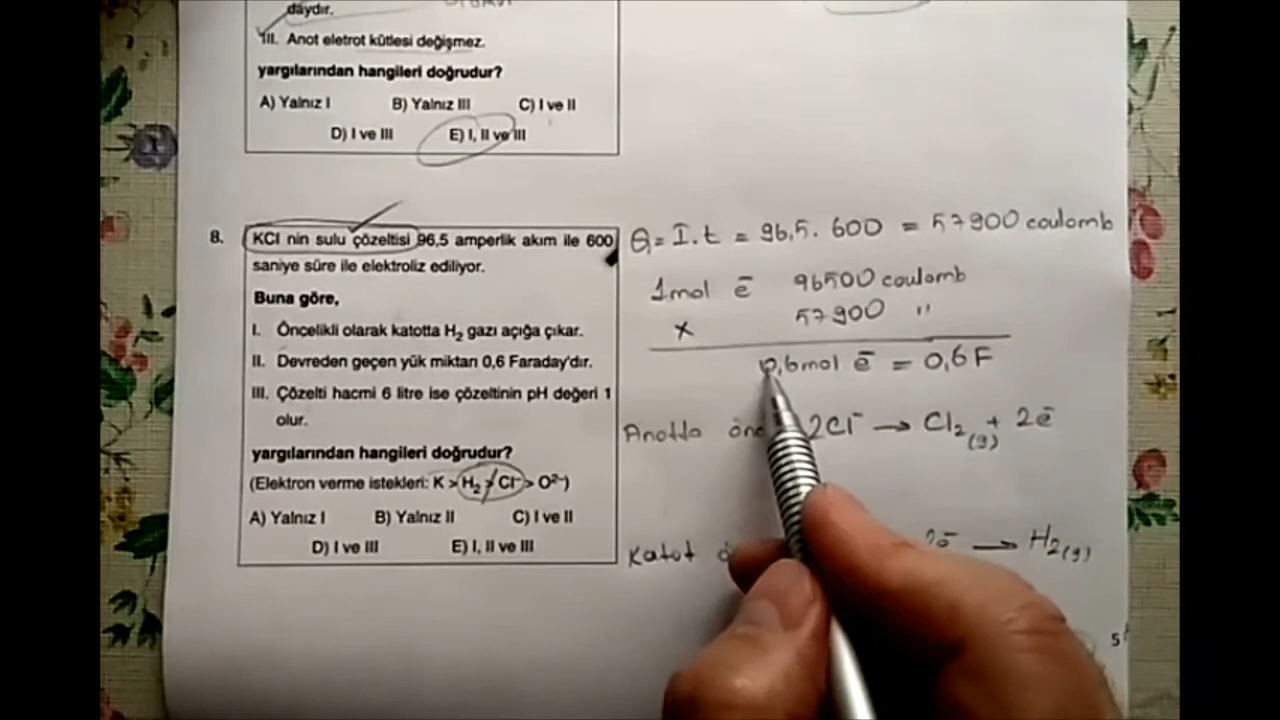 daydır.
III. Anot eletrot kütlesi değişmez.
yargılarından hangileri doğrudur?
A) Yalnız I B) Yalnız III C) I ve II
D) I ve III E) I, II ve III
8. KCl nin sulu çözeltisi 96,5 amperlik akım ile 600
saniye süre ile elektroliz ediliyor.
Buna göre,
I. Öncelikli olarak katotta H₂ gazı açığa çıkar.
II. Devreden geçen yük miktarı 0,6 Faraday'dır.
III. Çözelti hacmi 6 litre ise çözeltinin pH değeri 1
olur.
yargılarından hangileri doğrudur?
(Elektron verme istekleri: K > H₂ > Cl⁻ > O²⁻)
A) Yalnız I B) Yalnız II C) I ve II
D) I ve III E) I, II ve III
Q = I.t = 96,5. 600 = 57900 coulomb
1mol ē 96500 coulomb
x 57900 "
0,6mol ē = 0,6F
Anotta 2Cl⁻ → Cl₂(g) + 2ē
Katot 2ē → H₂(g)
5